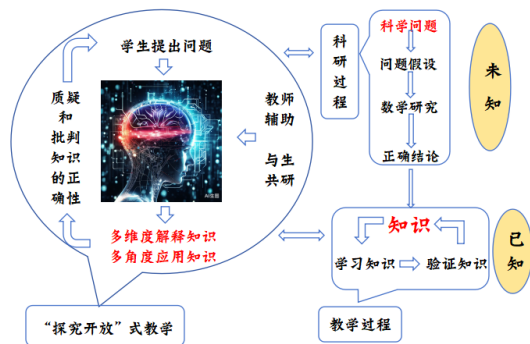 学生提出问题
质疑和批判知识的正确性
教师辅助
与生共研
多维度解释知识
多角度应用知识
“探究开放”式教学
科研过程
科学问题
问题假设
数学研究
正确结论
未知
知识
学习知识
验证知识
已知
教学过程